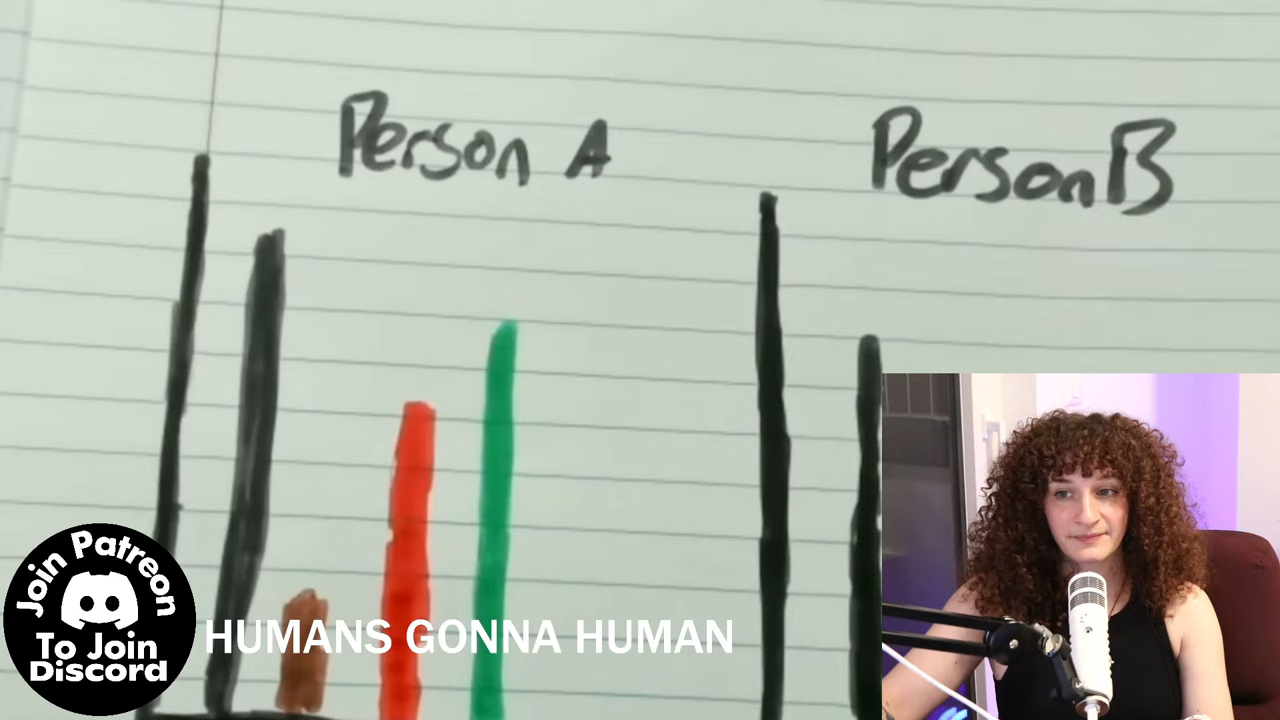 Person A
Person B
Join Patreon
To Join
Discord
HUMANS GONNA HUMAN